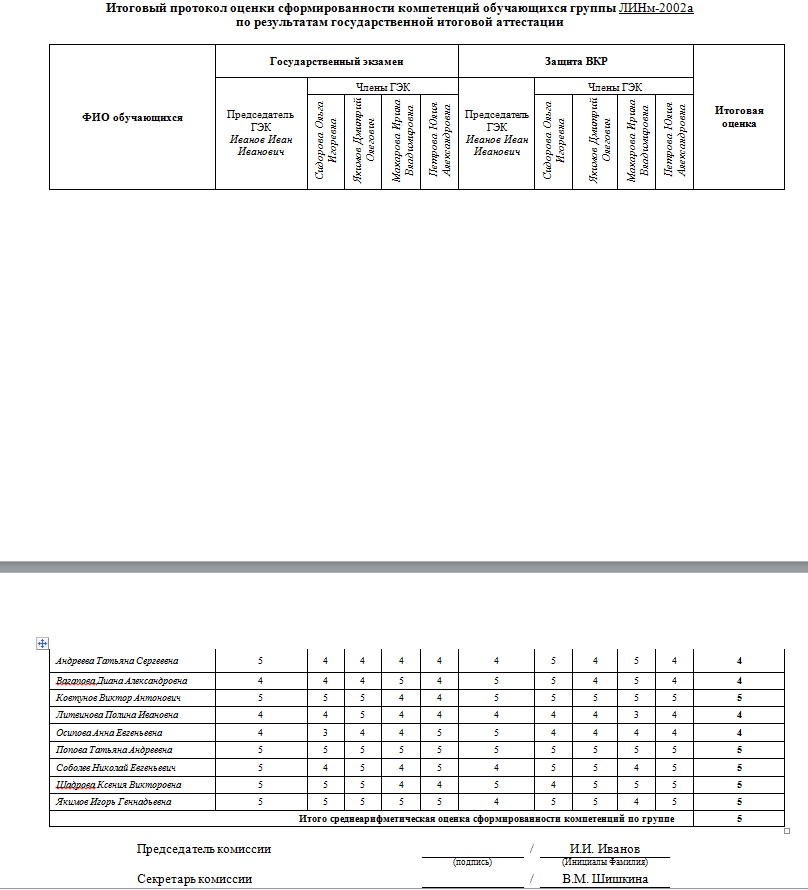 Итоговый протокол оценки сформированности компетенций обучающихся группы ЛИНм-2002а
по результатам государственной итоговой аттестации
ФИО обучающихся
Государственный экзамен
Защита ВКР
Итоговая
оценка
Председатель
ГЭК
Иванов Иван
Иванович
Члены ГЭК
Сидорова Ольга
Игоревна
Якимов Дмитрий
Олегович
Макарова Ирина
Владимировна
Петрова Юлия
Александровна
Председатель
ГЭК
Иванов Иван
Иванович
Члены ГЭК
Сидорова Ольга
Игоревна
Якимов Дмитрий
Олегович
Макарова Ирина
Владимировна
Петрова Юлия
Александровна
Андреева Татьяна Сергеевна 5 4 4 4 4 4 5 4 5 4 4
Вагапова Диана Александровна 4 4 4 5 4 5 5 4 5 4 4
Ковтунов Виктор Антонович 5 5 5 4 4 5 5 5 5 5 5
Литвинова Полина Ивановна 4 4 5 4 4 4 4 4 3 4 4
Осипова Анна Евгеньевна 4 3 4 4 5 5 4 4 4 4 4
Попова Татьяна Андреевна 5 5 5 5 5 5 5 5 5 5 5
Соболев Николай Евгеньевич 5 4 5 4 5 4 5 5 4 5 5
Шадрова Ксения Викторовна 5 5 5 4 4 5 4 5 5 5 5
Якимов Игорь Геннадьевна 5 5 5 5 5 4 5 5 4 5 5
Итого среднеарифметическая оценка сформированности компетенций по группе 5
Председатель комиссии / И.И. Иванов
(подпись) (Инициалы Фамилия)
Секретарь комиссии / В.М. Шишкина